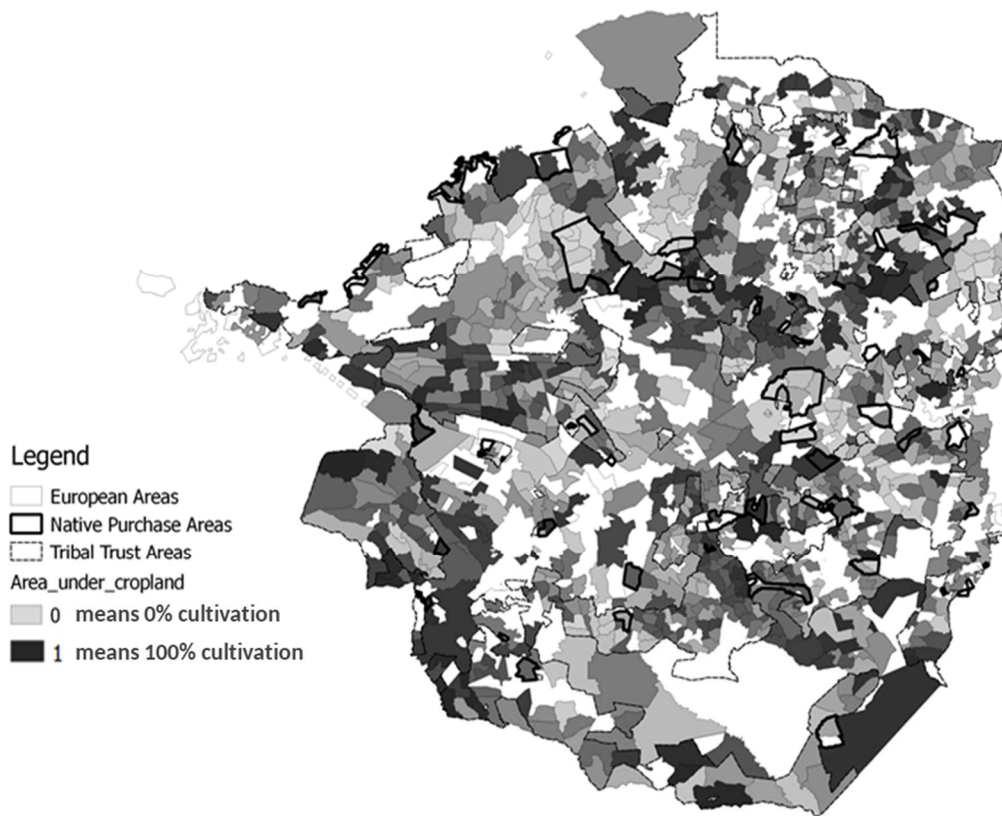 Legend
European Areas
Native Purchase Areas
Tribal Trust Areas
Area_under_cropland
0 means 0% cultivation
1 means 100% cultivation